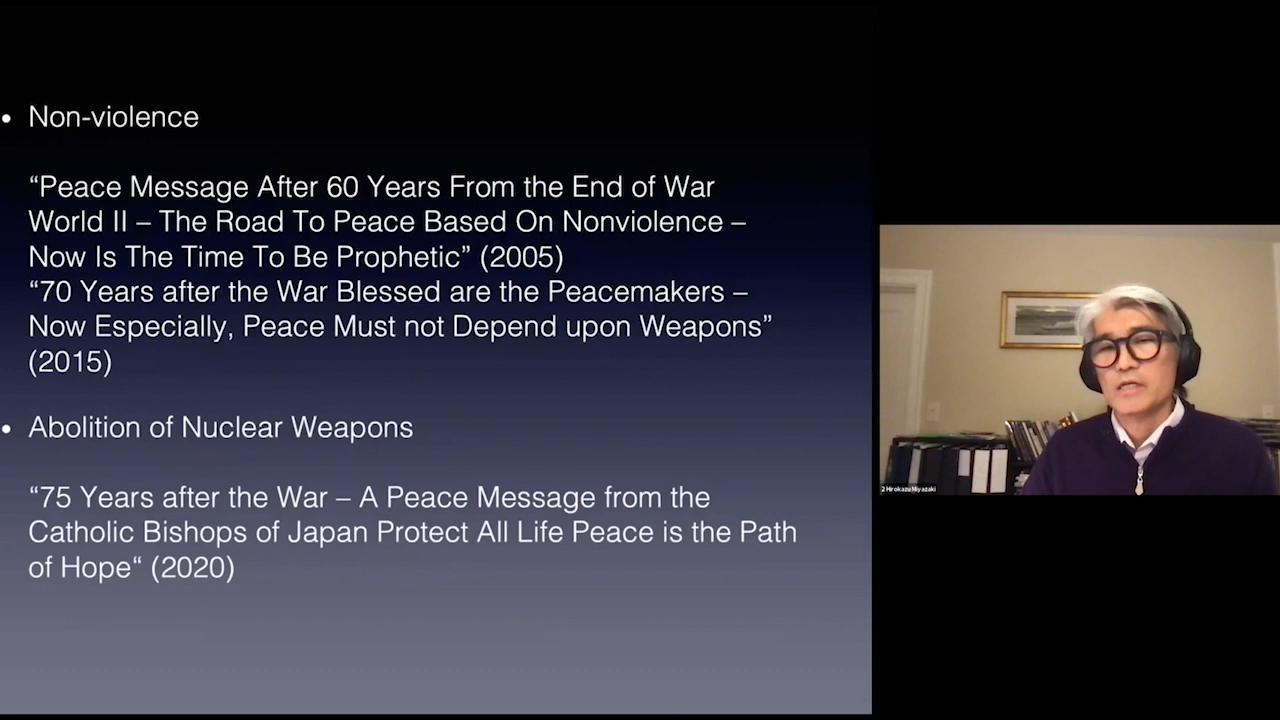 • Non-violence
“Peace Message After 60 Years From the End of War
World II – The Road To Peace Based On Nonviolence –
Now Is The Time To Be Prophetic” (2005)
“70 Years after the War Blessed are the Peacemakers –
Now Especially, Peace Must not Depend upon Weapons”
(2015)
• Abolition of Nuclear Weapons
“75 Years after the War – A Peace Message from the
Catholic Bishops of Japan Protect All Life Peace is the Path
of Hope“ (2020)
2 Hirokazu Miyazaki